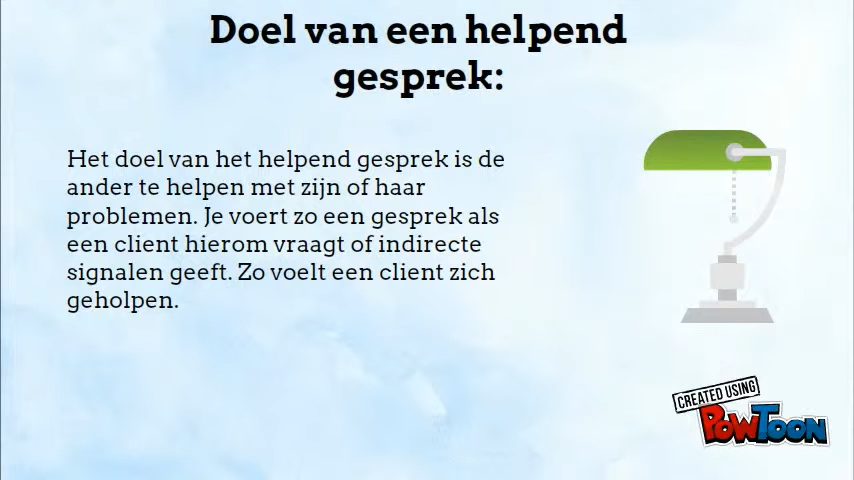 Doel van een helpend
gesprek:
Het doel van het helpend gesprek is de
ander te helpen met zijn of haar
problemen. Je voert zo een gesprek als
een client hierom vraagt of indirecte
signalen geeft. Zo voelt een client zich
geholpen.
CREATED USING
POWTOON